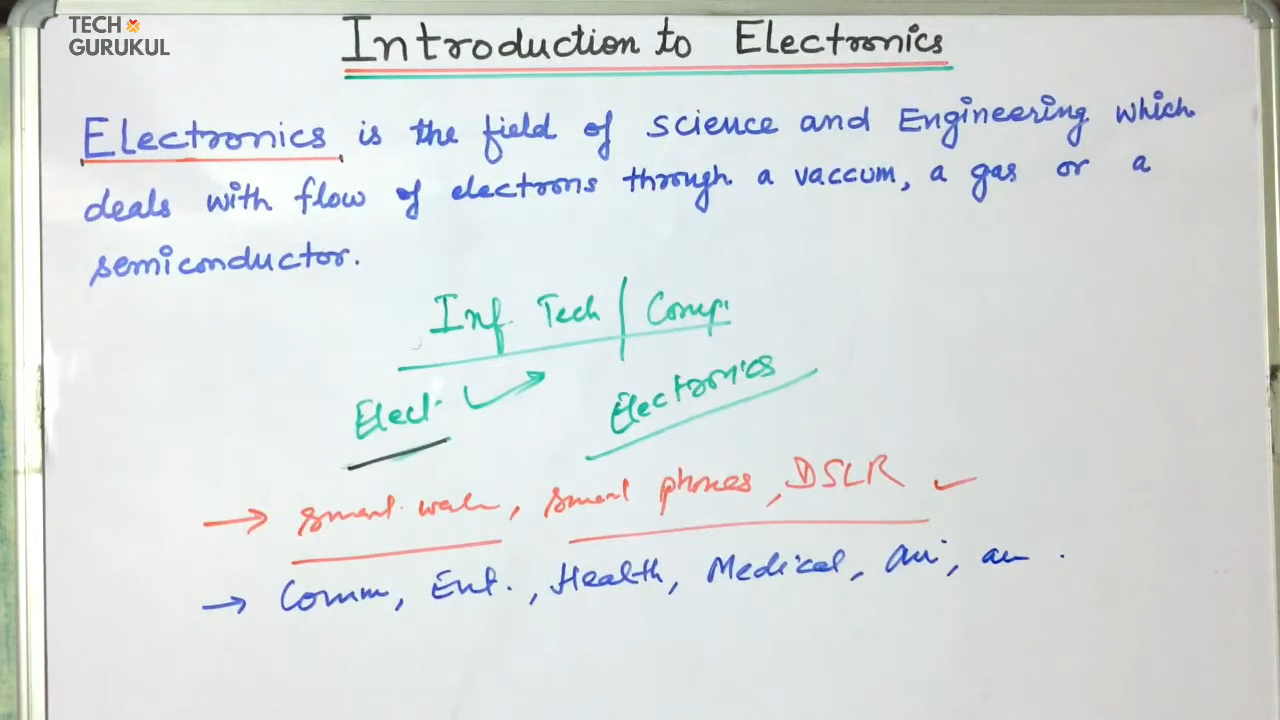 TECH
GURUKUL
Introduction to Electronics
Electronics is the field of science and Engineering which
deals with flow of electrons through a vaccum, a gas or a
semiconductor.
Inf. Tech | Comp.
Elect. Electronics
→ smart , smart phones, DSLR ✓
→ Comm, Ent., Health, Medical,